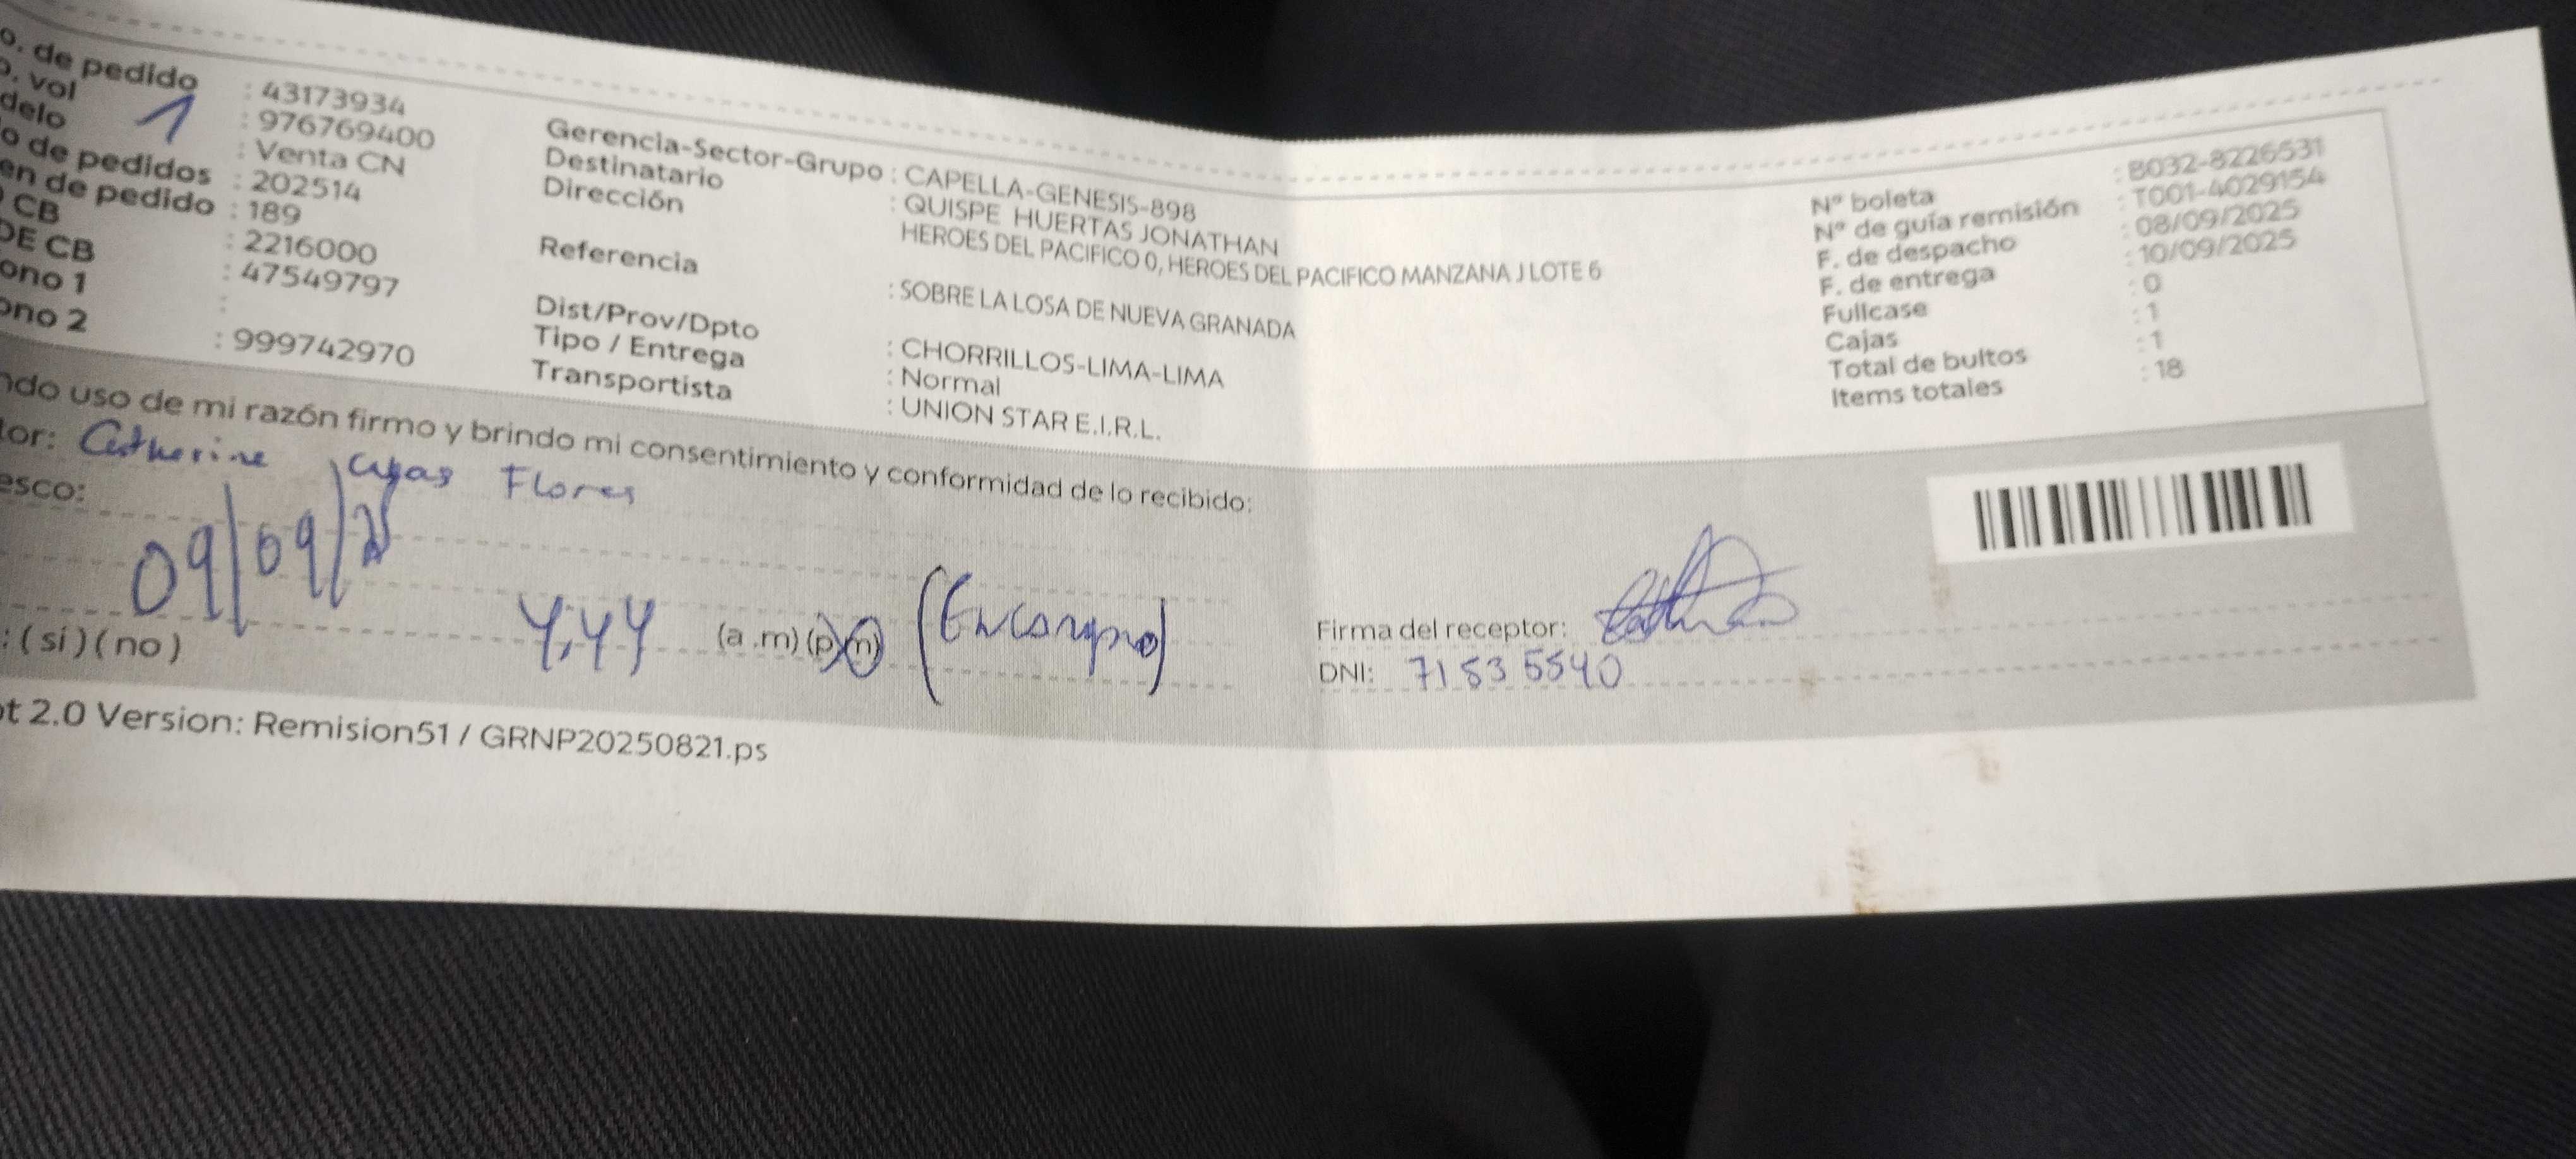 o. de pedido : 43173934
o. vol : 976769400
delo 1 : Venta CN
o de pedidos : 202514
en de pedido : 189
CB : 2216000
DE CB : 47549797
ono 1 :
ono 2 : 999742970
Gerencia-Sector-Grupo : CAPELLA-GENESIS-898
Destinatario : QUISPE HUERTAS JONATHAN
Dirección HEROES DEL PACIFICO 0, HEROES DEL PACIFICO MANZANA J LOTE 6
Referencia : SOBRE LA LOSA DE NUEVA GRANADA
Dist/Prov/Dpto : CHORRILLOS-LIMA-LIMA
Tipo / Entrega : Normal
Transportista : UNION STAR E.I.R.L.
N° boleta : B032-8226531
N° de guía remisión : T001-4029154
F. de despacho : 08/09/2025
F. de entrega : 10/09/2025
Fullcase : 0
Cajas : 1
Total de bultos : 1
Items totales : 18
ndo uso de mi razón firmo y brindo mi consentimiento y conformidad de lo recibido:
tor: Catherine Flores
esco:
09/09/25
: (si) (no) 4:44 (a .m) (p m) (Encargado)
Firma del receptor:
DNI: 71535540
ot 2.0 Version: Remision51 / GRNP20250821.ps